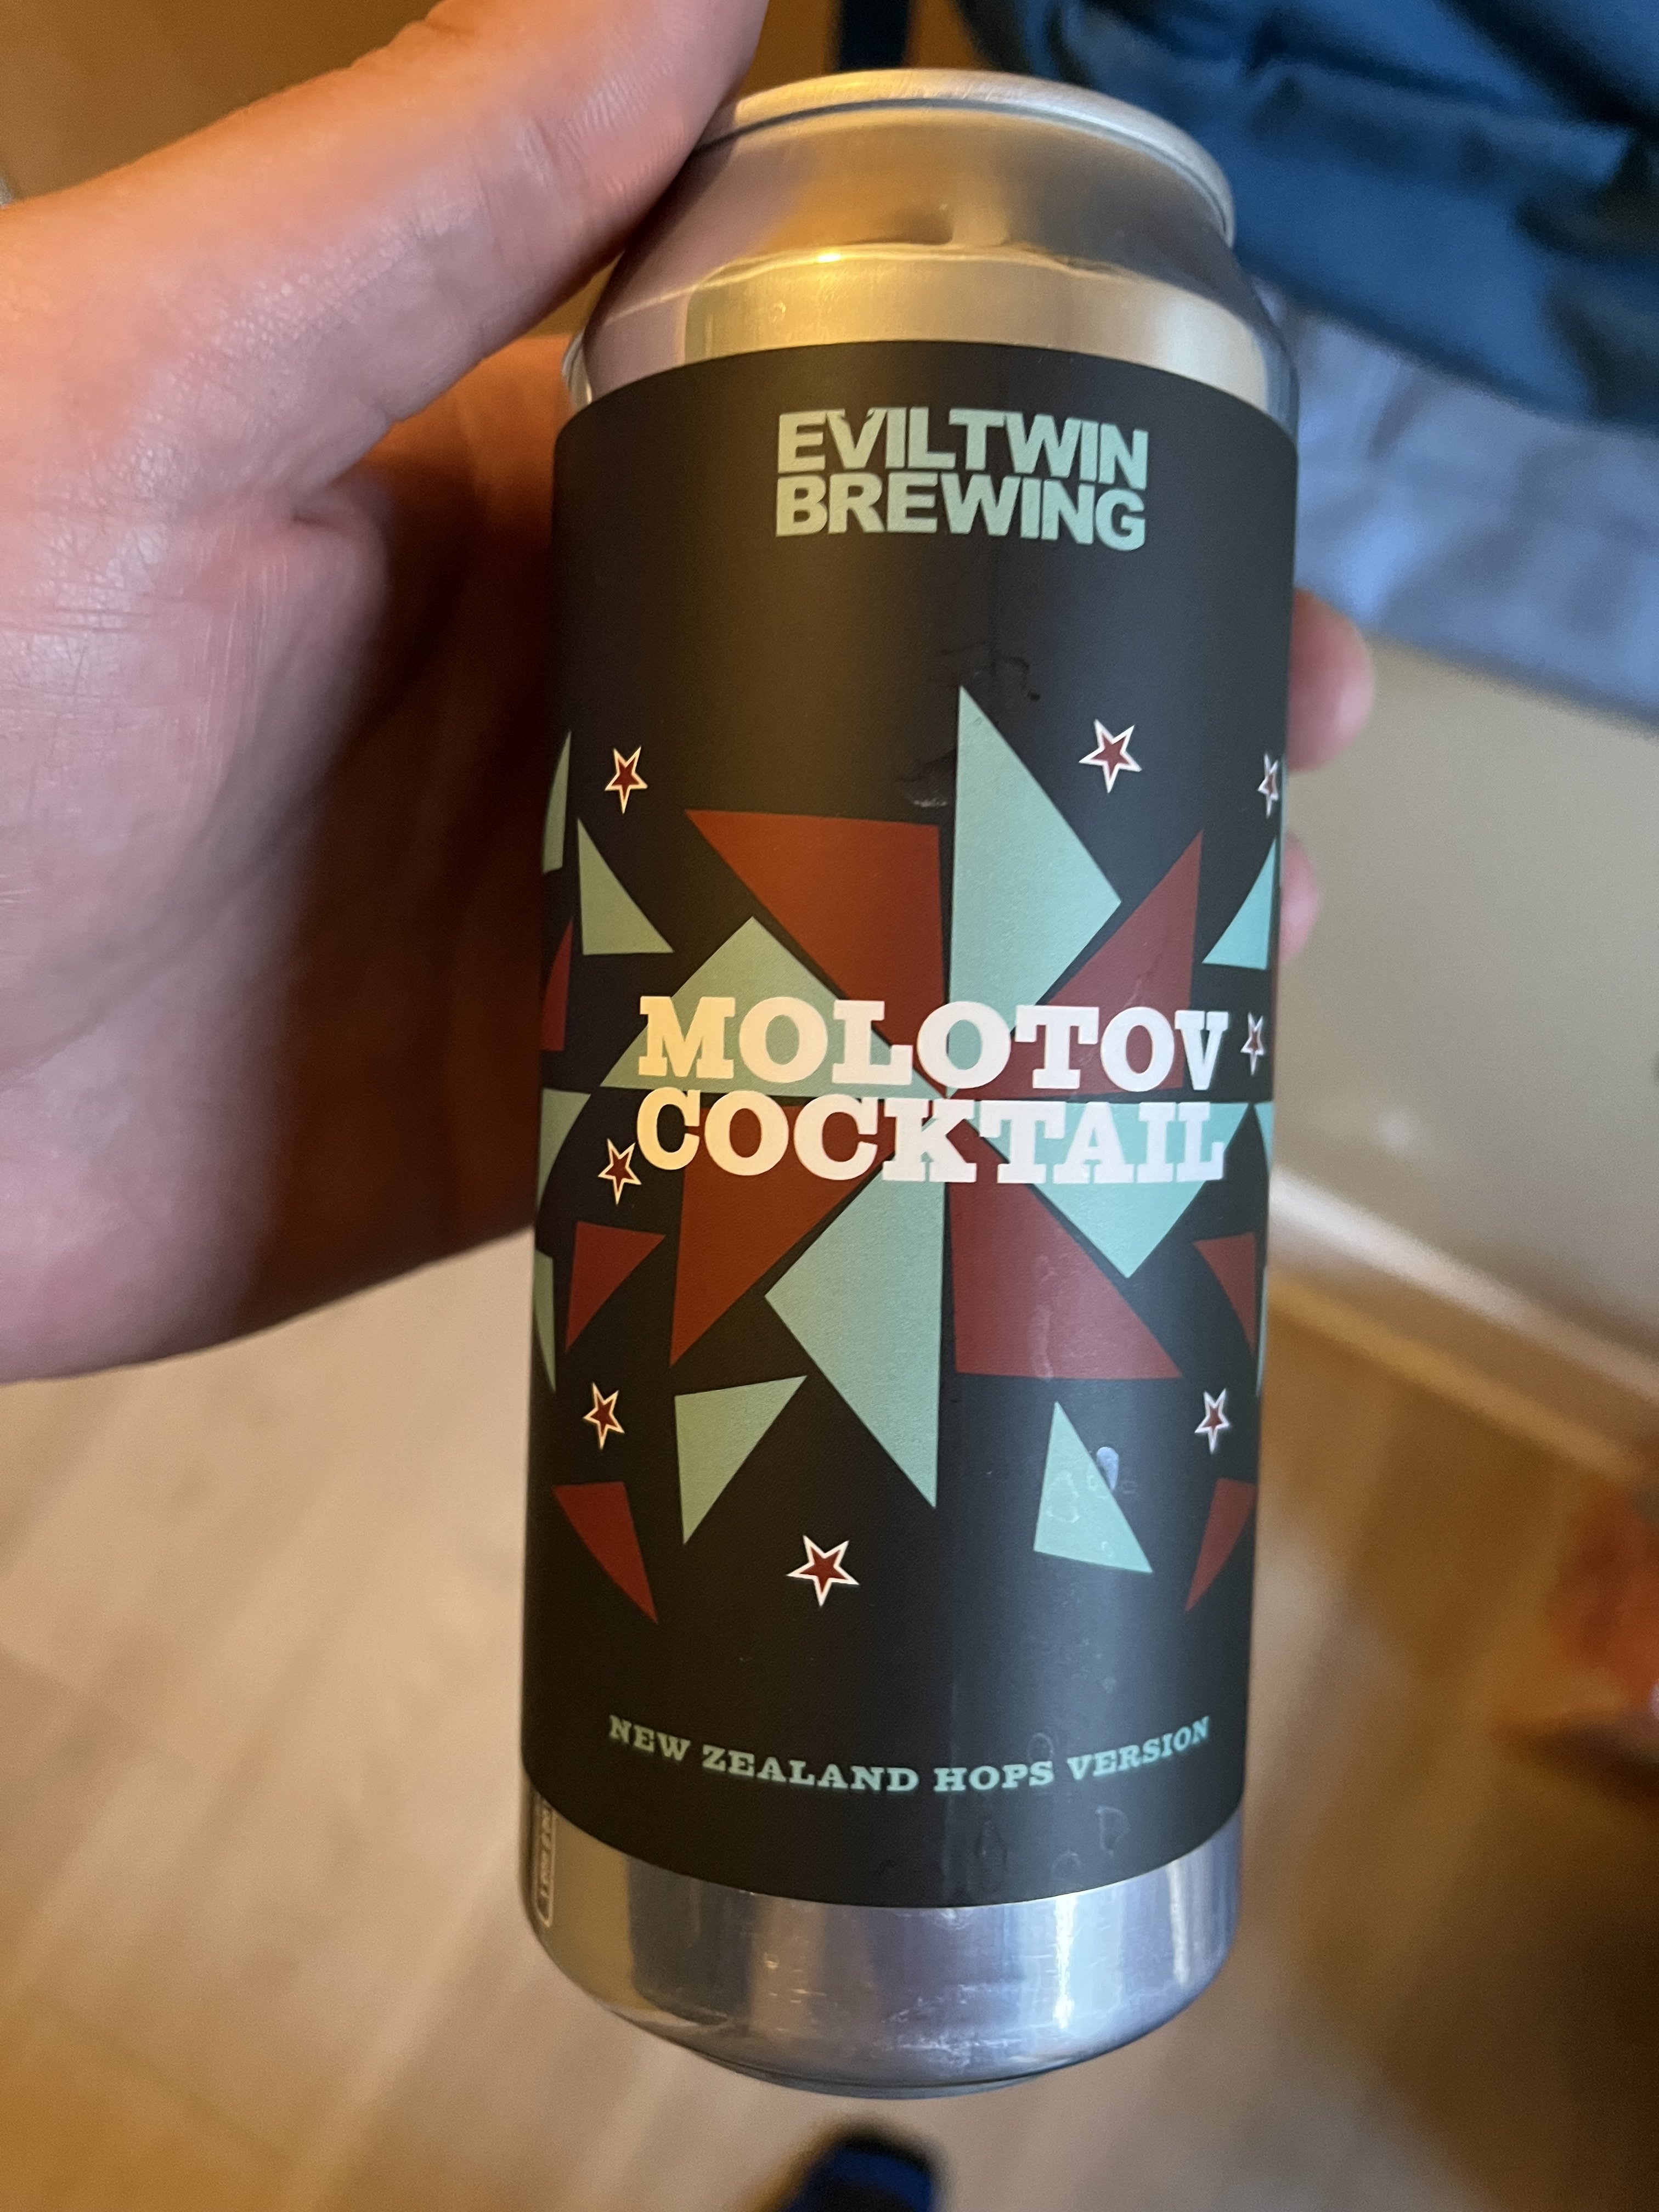 EVILTWIN
BREWING
MOLOTOV
COCKTAIL
NEW ZEALAND HOPS VERSION